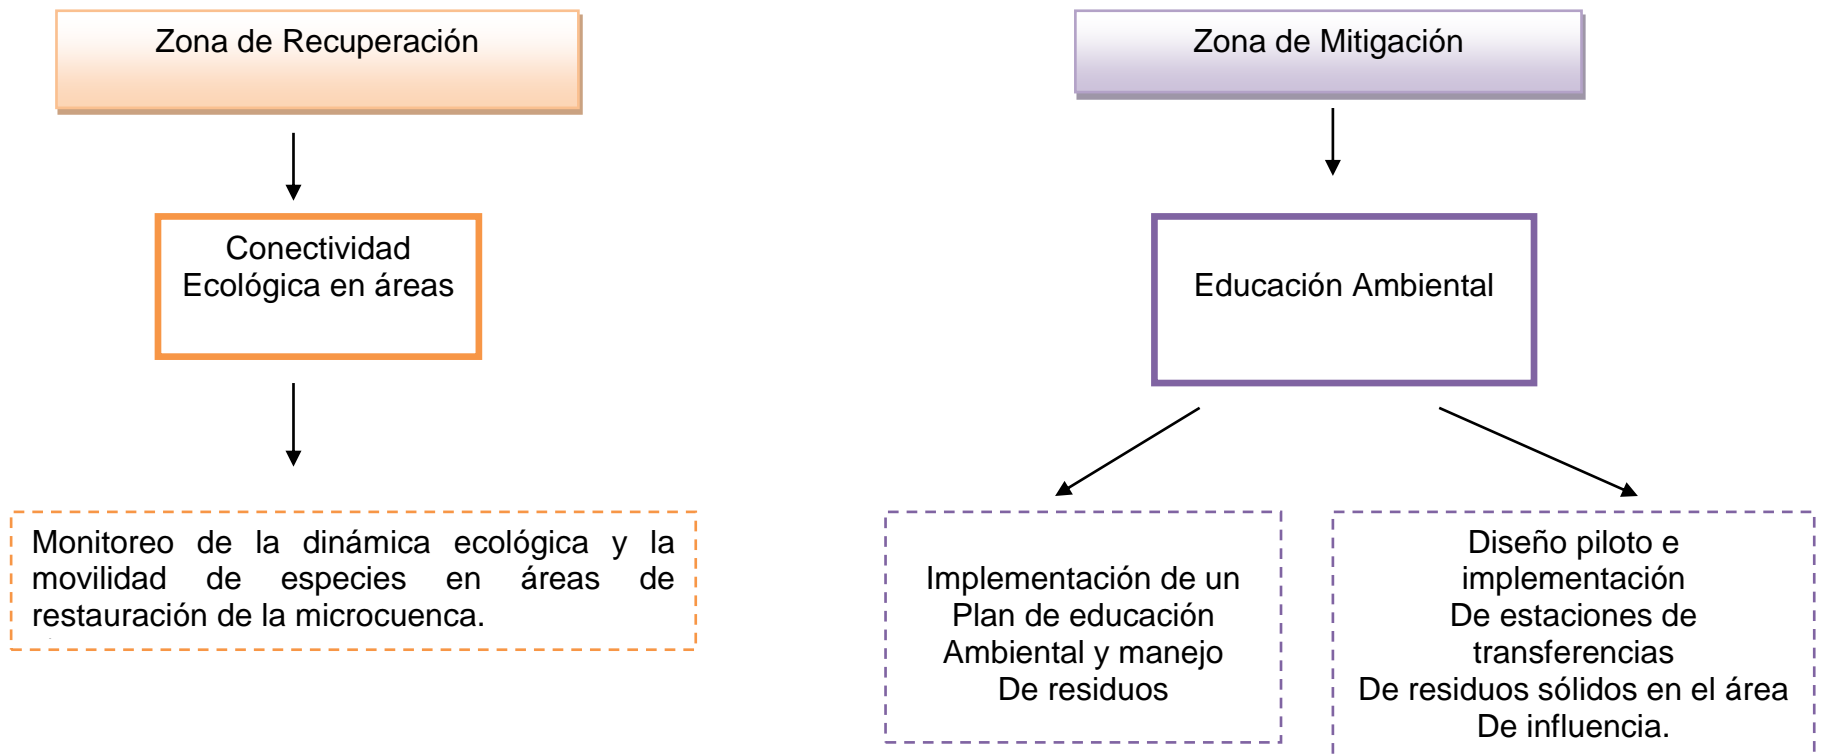 Zona de Recuperación
Zona de Mitigación
Conectividad
Ecológica en áreas
Educación Ambiental
Monitoreo de la dinámica ecológica y la
movilidad de especies en áreas de
restauración de la microcuenca.
Implementación de un
Plan de educación
Ambiental y manejo
De residuos
Diseño piloto e
implementación
De estaciones de
transferencias
De residuos sólidos en el área
De influencia.